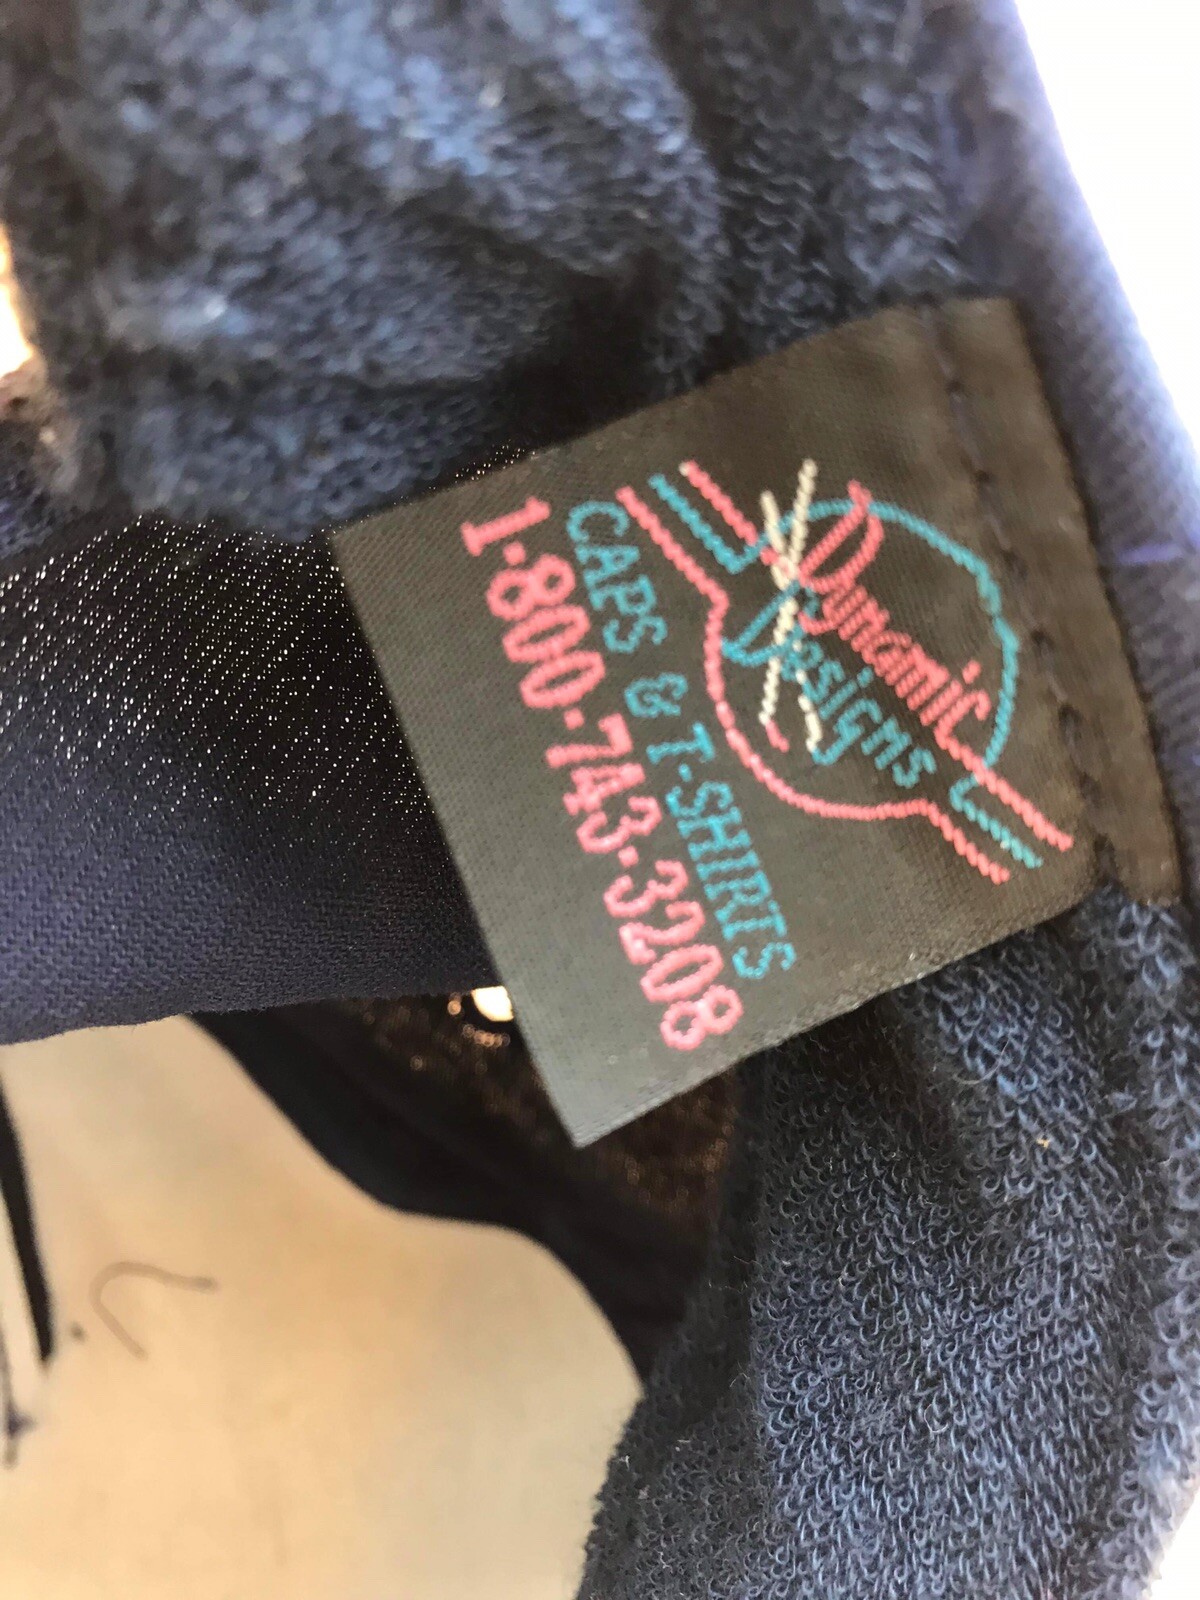 Dynamic
Designs
CAPS & T-SHIRTS
1-800-743-3208